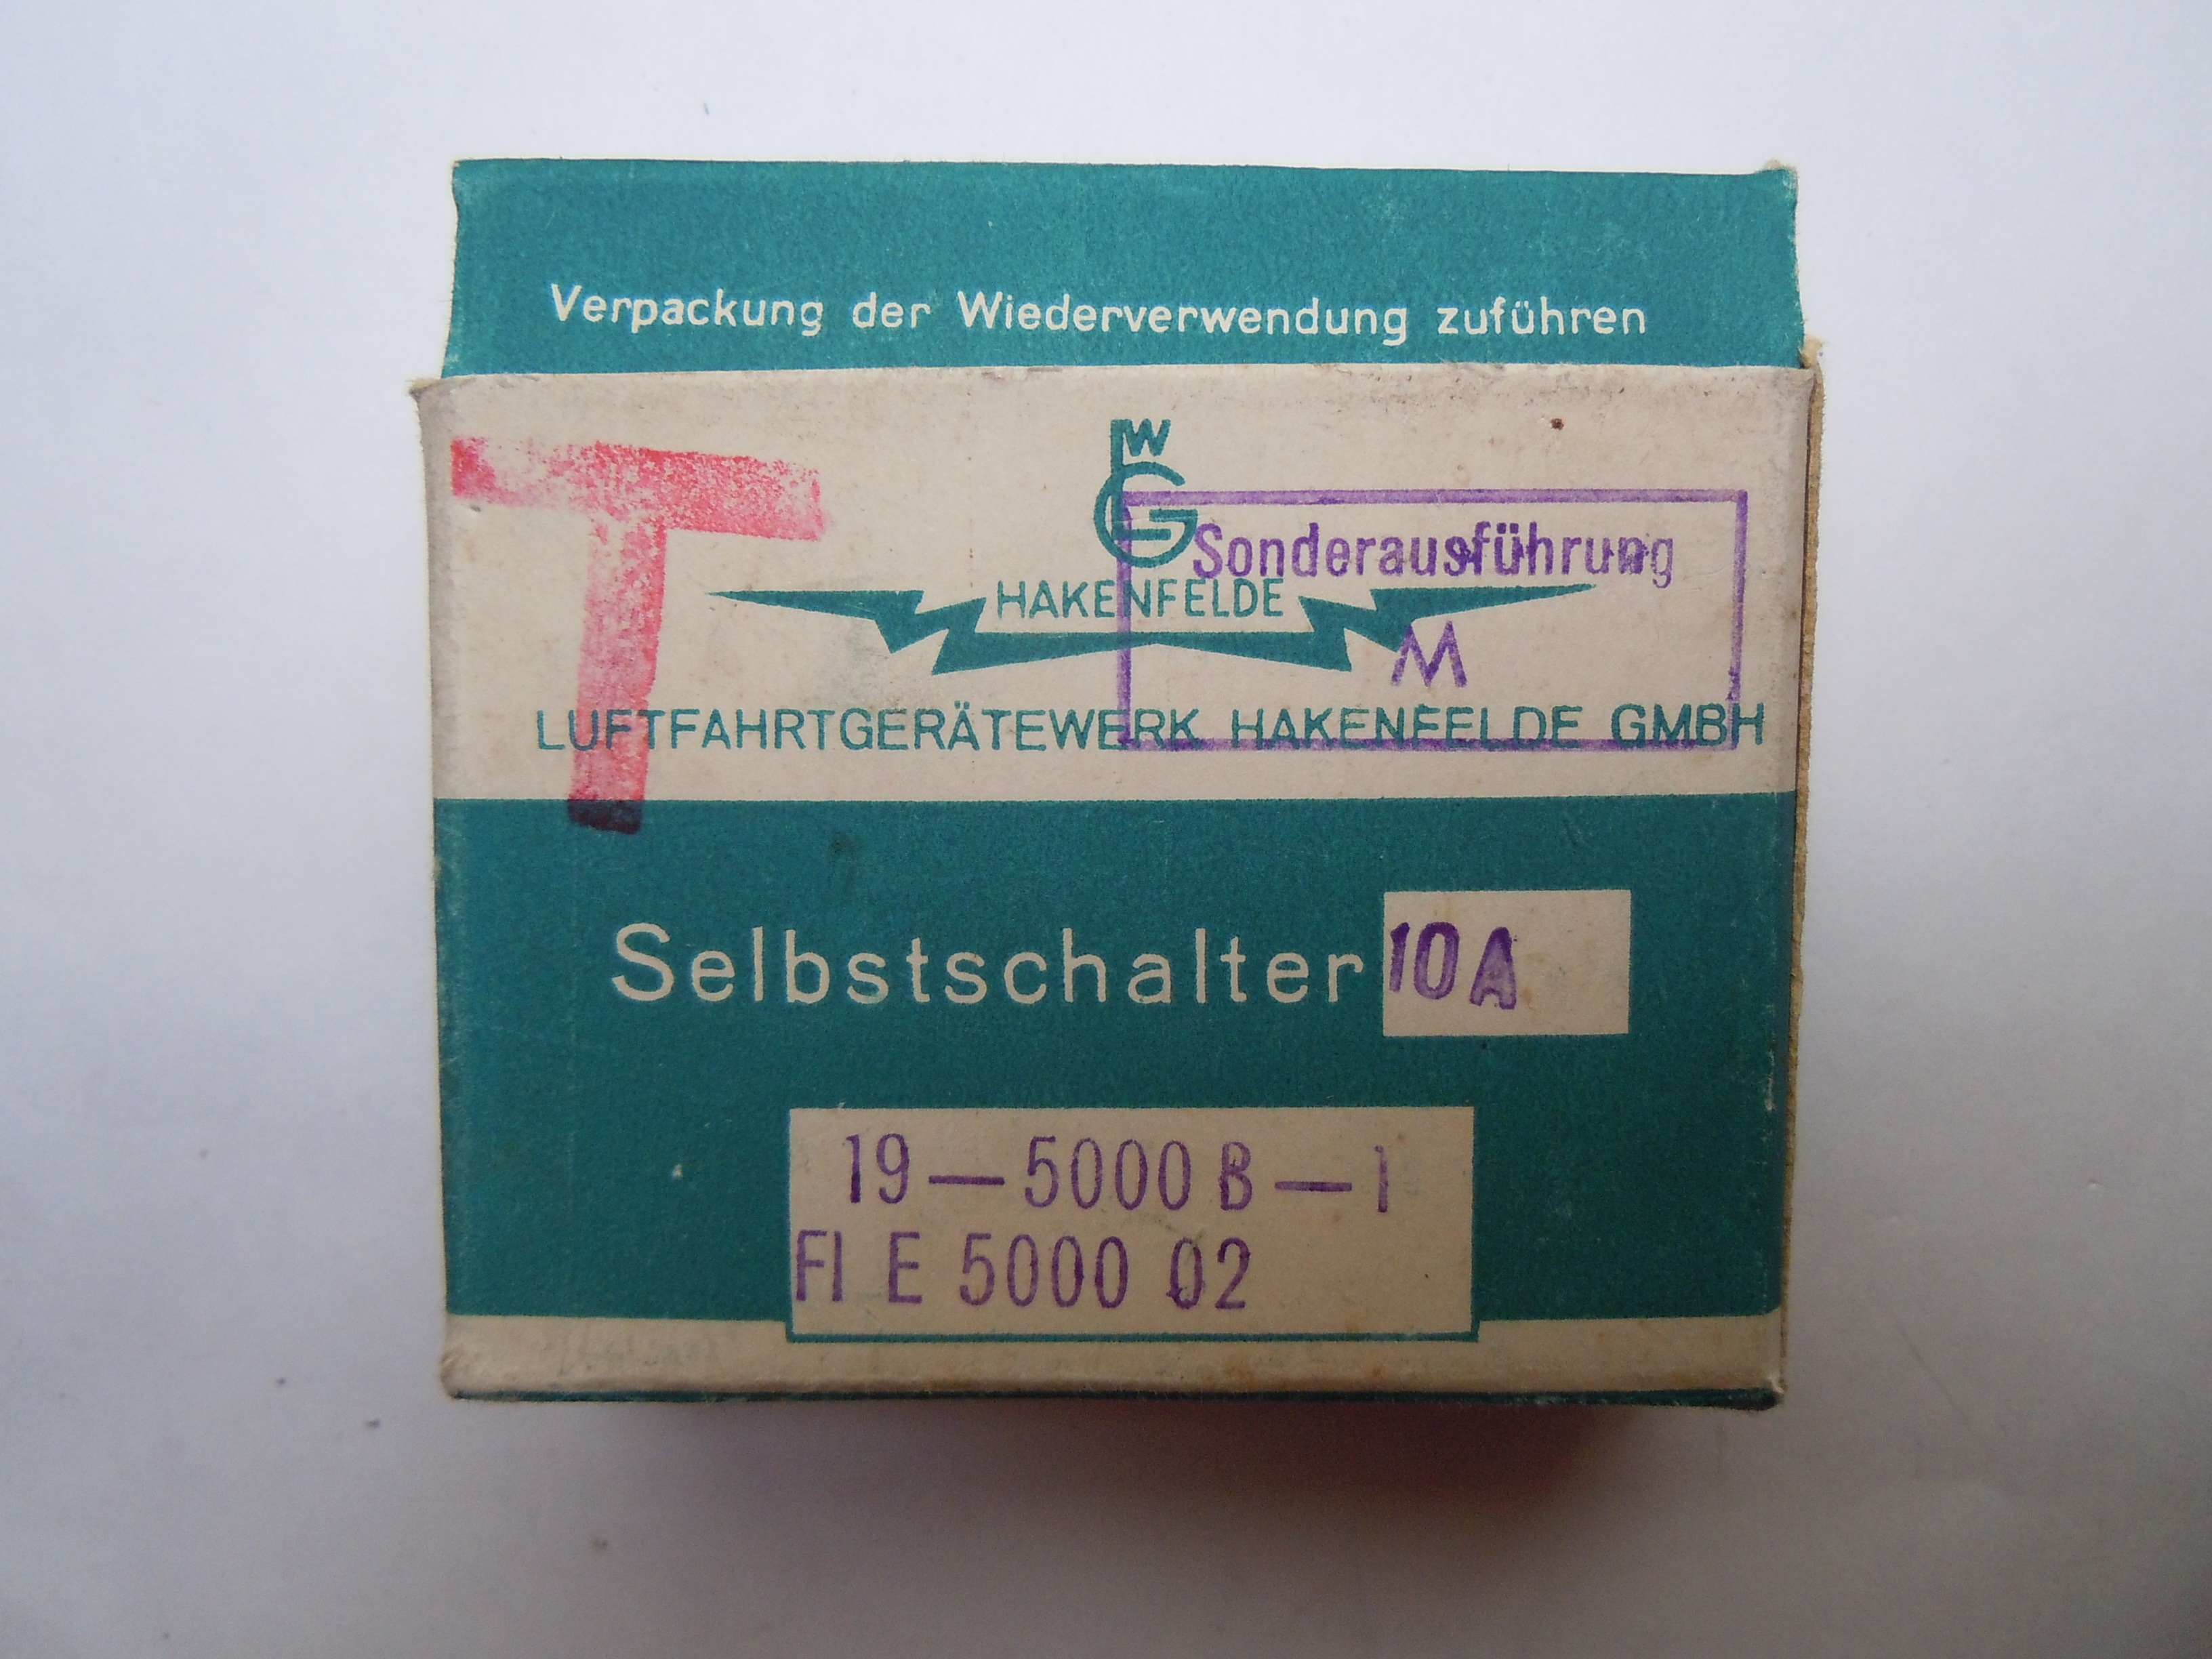 Verpackung der Wiederverwendung zuführen
T
LGW
Sonderausführung
HAKENFELDE
M
LUFTFAHRTGERÄTEWERK HAKENFELDE GMBH
Selbstschalter 10A
19—5000 B—1
Fl E 5000 02